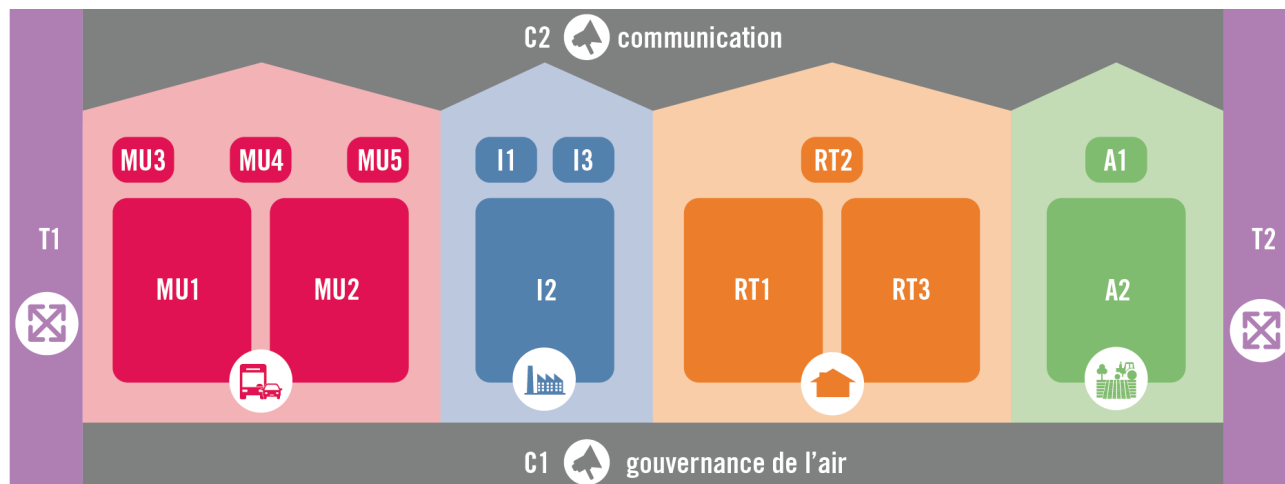 C2 communication
MU3 MU4 MU5 I1 I3 RT2 A1
T1 T2
MU1 MU2 I2 RT1 RT3 A2
C1 gouvernance de l'air